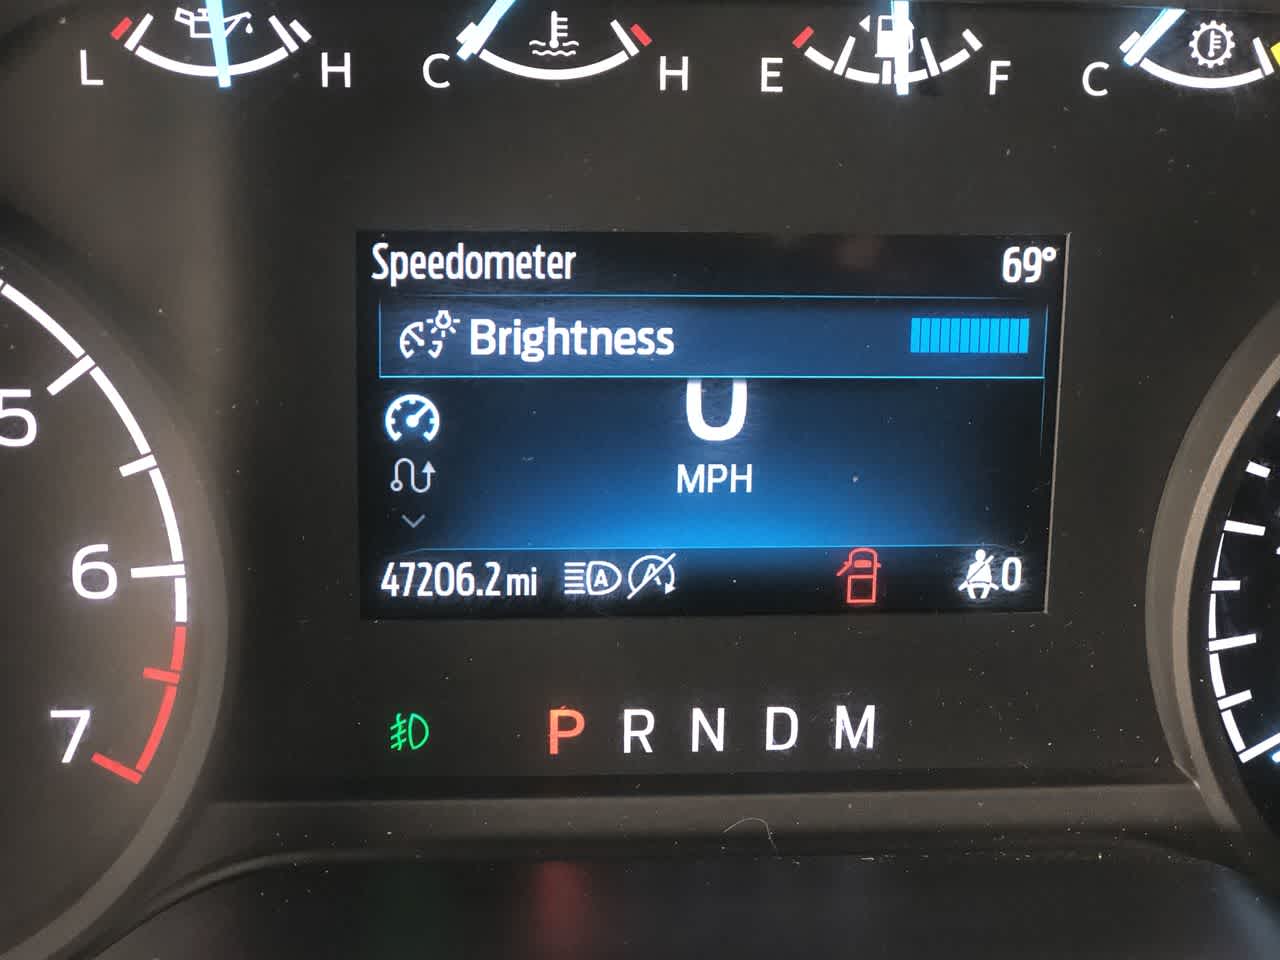 L H C H E F C
Speedometer 69°
Brightness
0
MPH
47206.2 mi A A 0
5
6
7
P R N D M